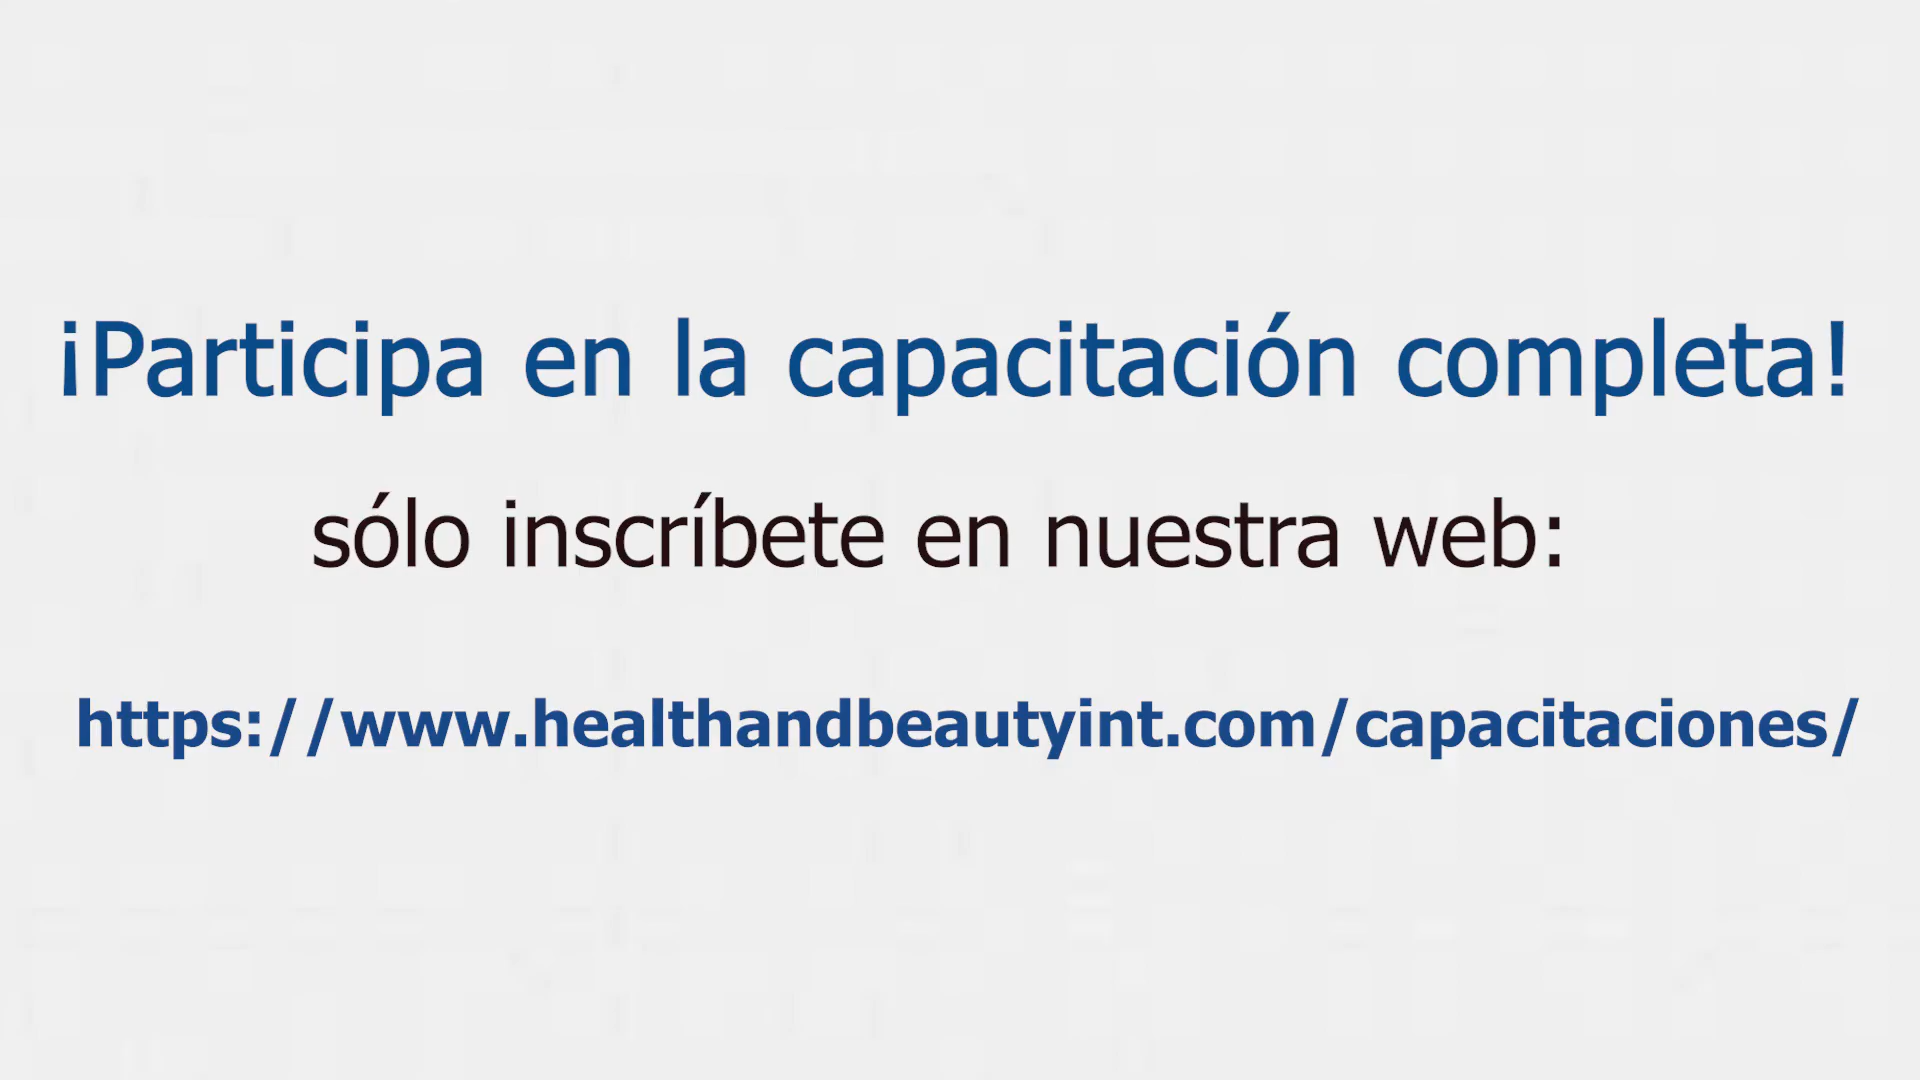 ¡Participa en la capacitación completa!
sólo inscríbete en nuestra web:
https://www.healthandbeautyint.com/capacitaciones/